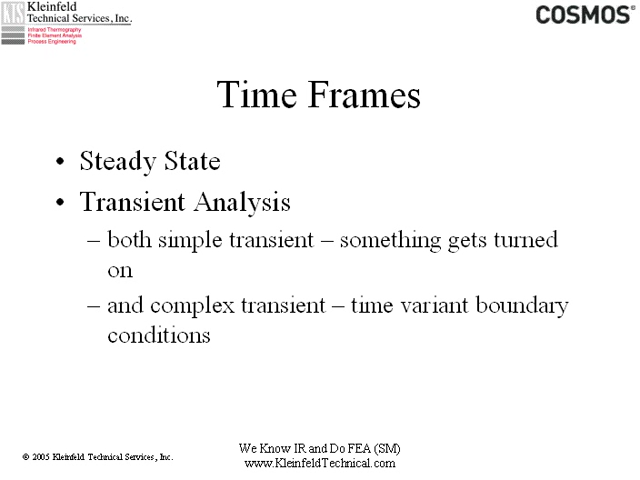 KTS
Kleinfeld
Technical Services, Inc.
Infrared Thermography
Finite Element Analysis
Process Engineering
COSMOS®
Time Frames
• Steady State
• Transient Analysis
– both simple transient – something gets turned
on
– and complex transient – time variant boundary
conditions
© 2005 Kleinfeld Technical Services, Inc.
We Know IR and Do FEA (SM)
www.KleinfeldTechnical.com